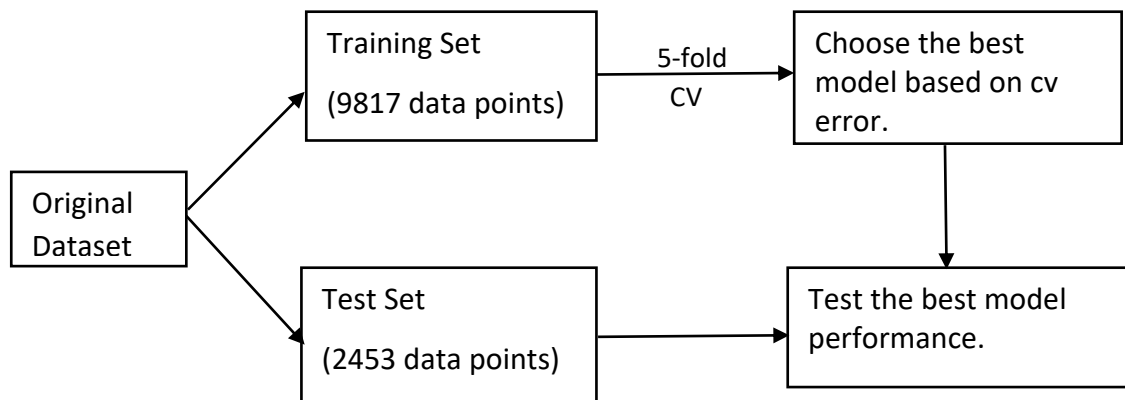 Original
Dataset
Training Set
(9817 data points)
5-fold
CV
Choose the best
model based on cv
error.
Test Set
(2453 data points)
Test the best model
performance.